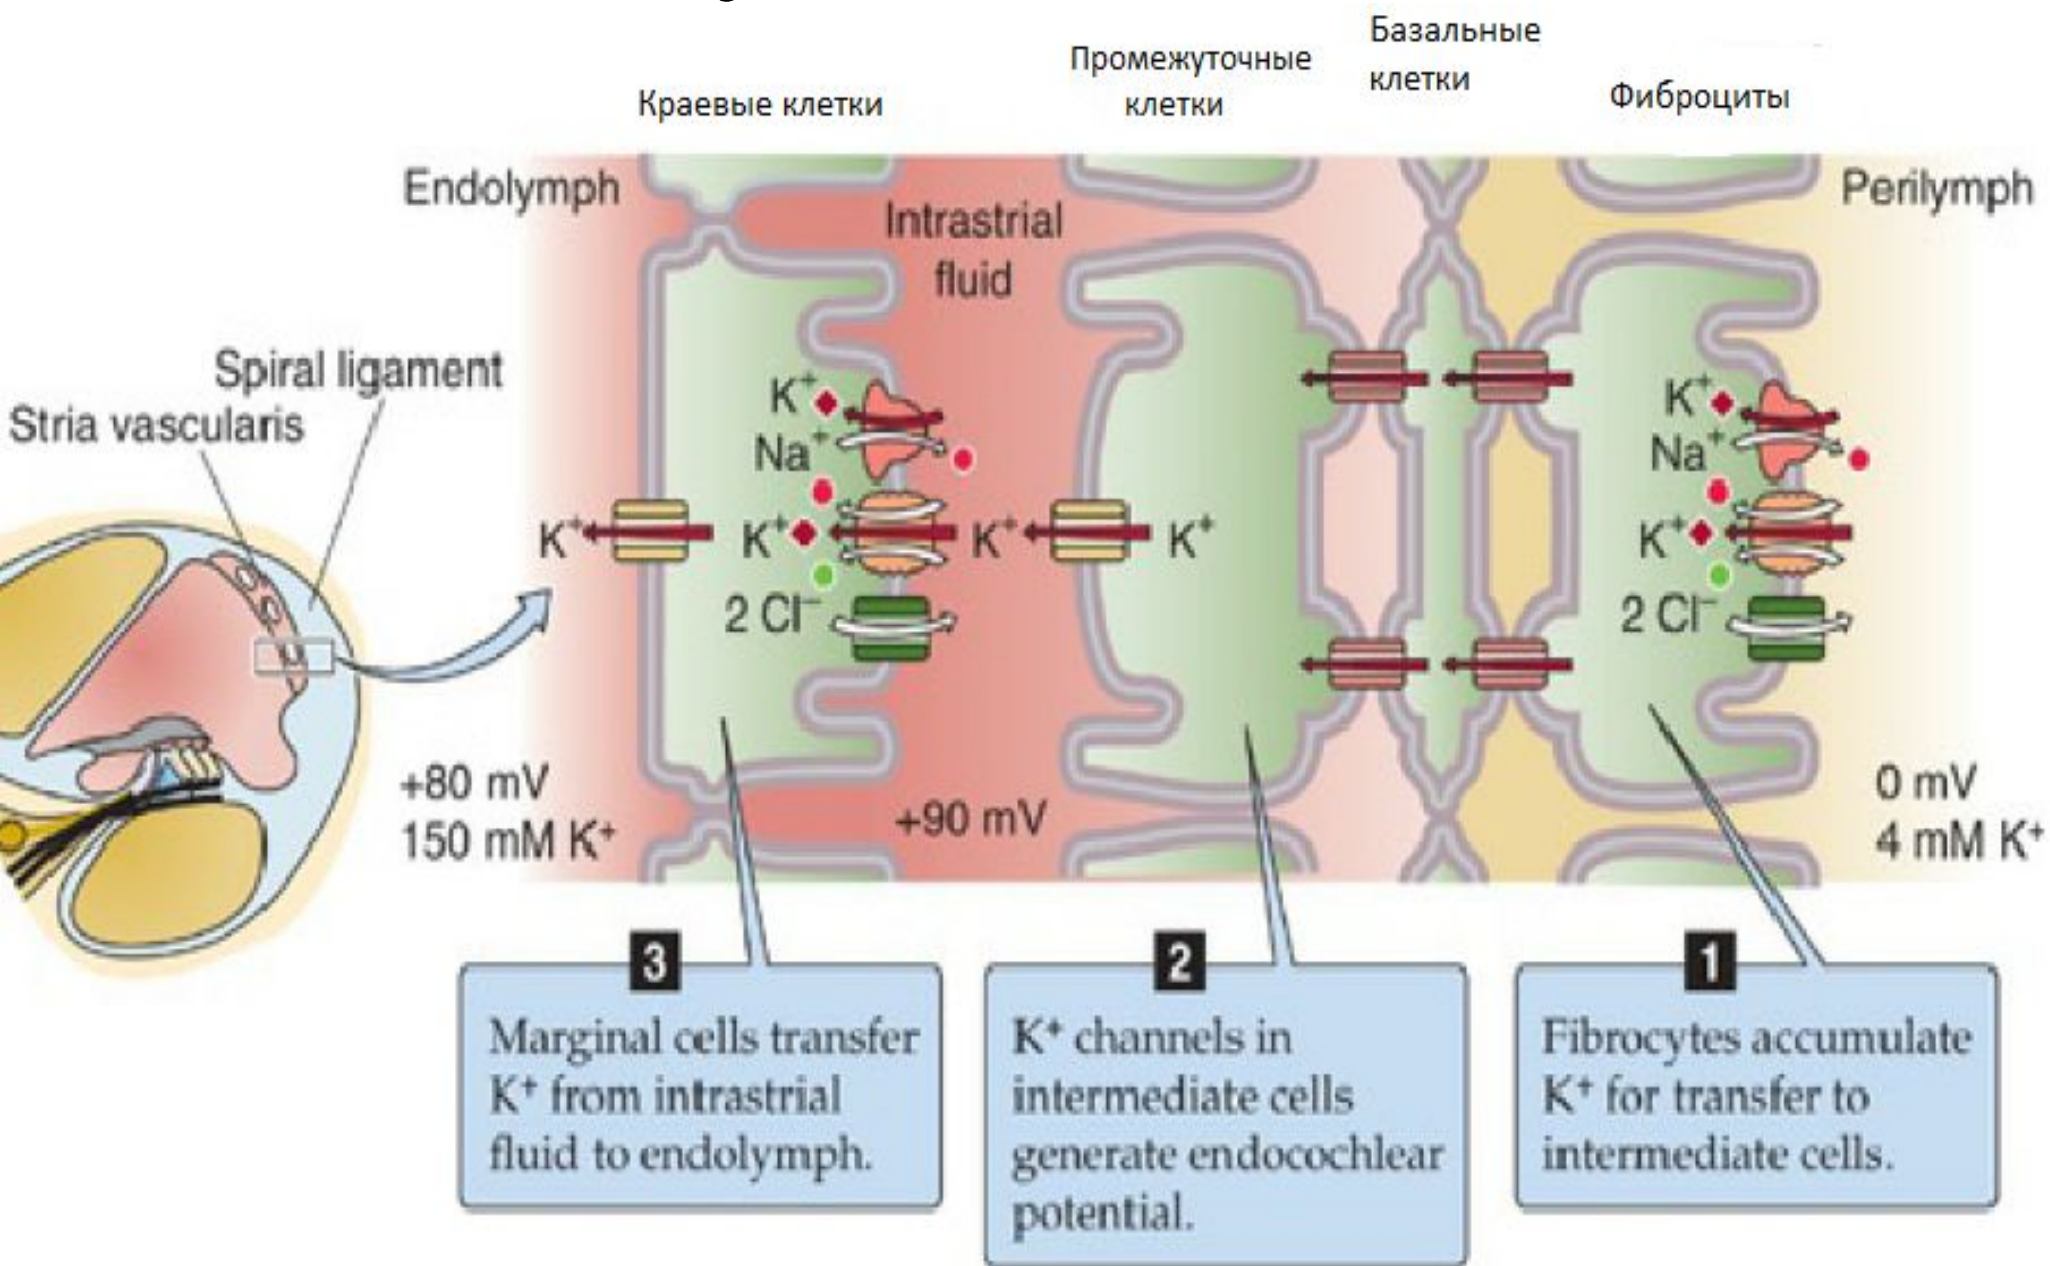 Краевые клетки
Промежуточные
клетки
Базальные
клетки
Фиброциты
Endolymph
Intrastrial
fluid
Perilymph
Spiral ligament
Stria vascularis
K⁺
Na⁺
K⁺
K⁺
K⁺
K⁺
2 Cl⁻
K⁺
Na⁺
K⁺
2 Cl⁻
+80 mV
150 mM K⁺
+90 mV
0 mV
4 mM K⁺
3
Marginal cells transfer
K⁺ from intrastrial
fluid to endolymph.
2
K⁺ channels in
intermediate cells
generate endocochlear
potential.
1
Fibrocytes accumulate
K⁺ for transfer to
intermediate cells.